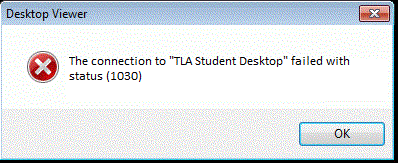 Desktop Viewer
The connection to "TLA Student Desktop" failed with
status (1030)
OK